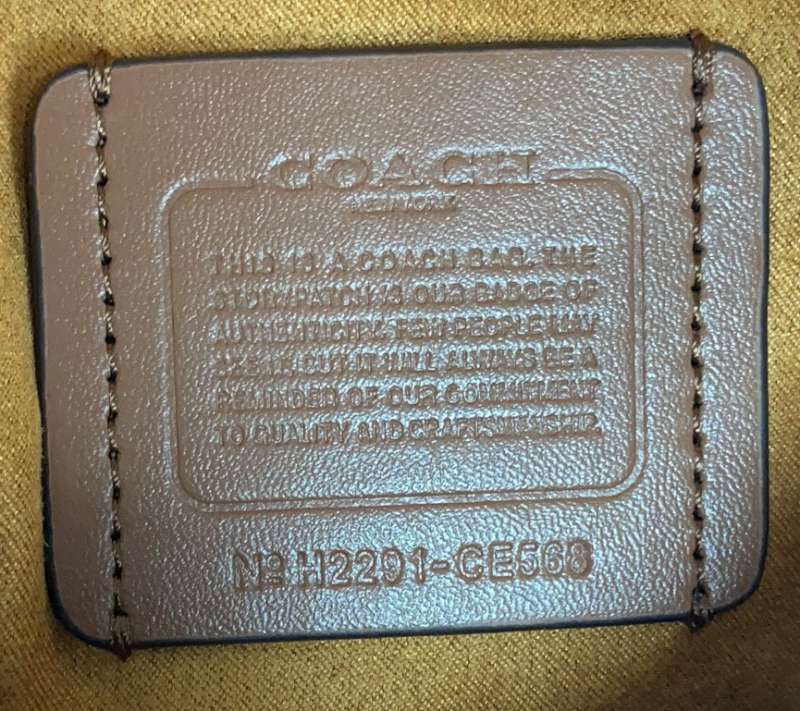 COACH
NEW YORK
THIS IS A COACH BAG. THE
STORYPATCH IS OUR BADGE OF
AUTHENTICITY. FEW PEOPLE MAY
SEE IT, BUT IT WILL ALWAYS BE A
REMINDER OF OUR COMMITMENT
TO QUALITY AND CRAFTSMANSHIP.
№ H2291-CE568